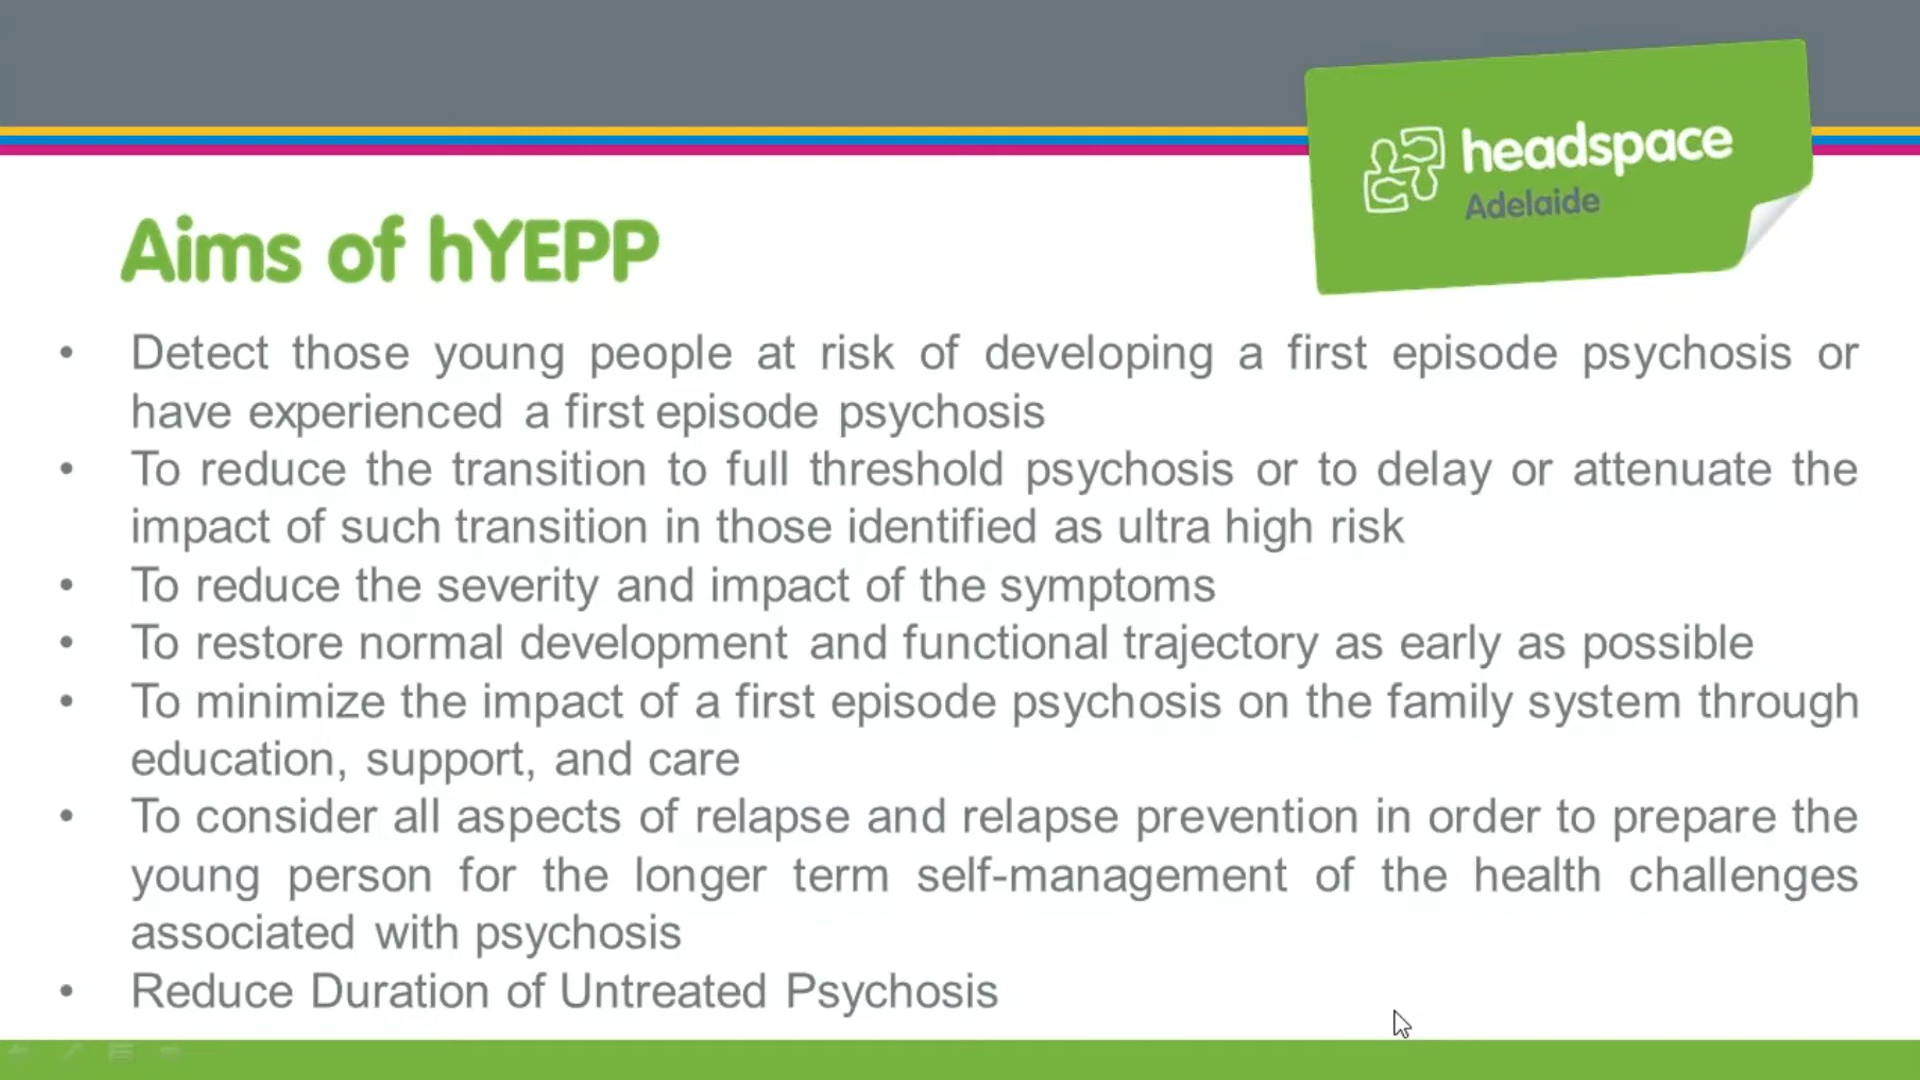 headspace
Adelaide
Aims of hYEPP
• Detect those young people at risk of developing a first episode psychosis or
have experienced a first episode psychosis
• To reduce the transition to full threshold psychosis or to delay or attenuate the
impact of such transition in those identified as ultra high risk
• To reduce the severity and impact of the symptoms
• To restore normal development and functional trajectory as early as possible
• To minimize the impact of a first episode psychosis on the family system through
education, support, and care
• To consider all aspects of relapse and relapse prevention in order to prepare the
young person for the longer term self-management of the health challenges
associated with psychosis
• Reduce Duration of Untreated Psychosis